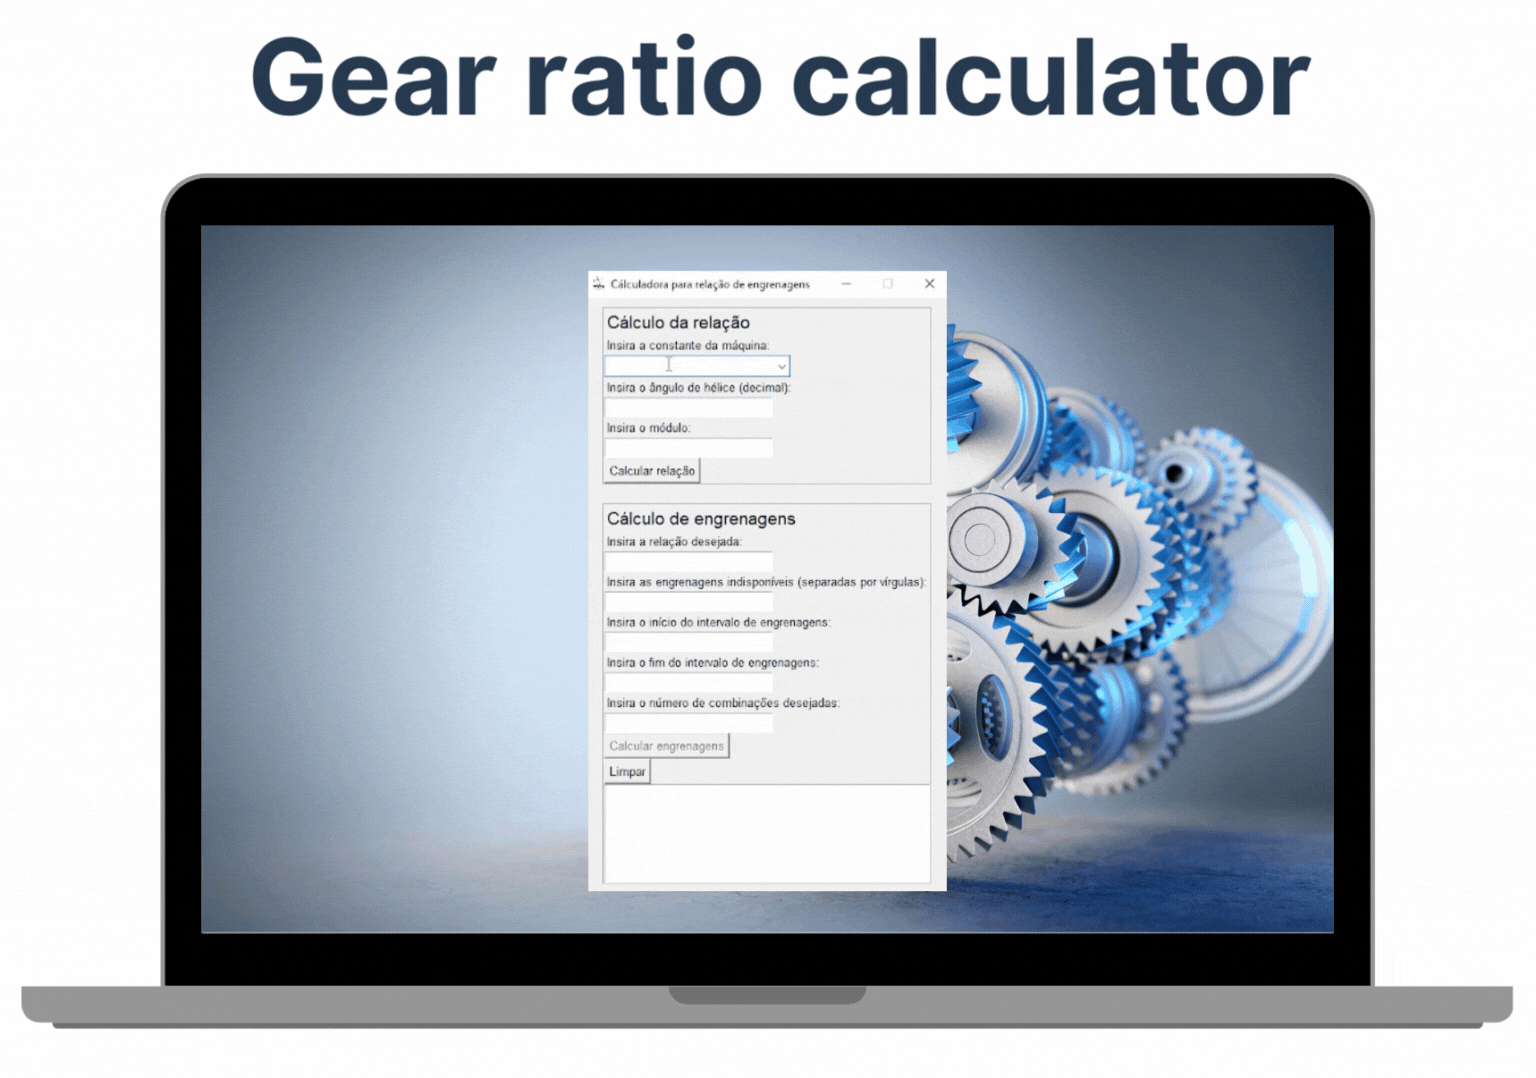 Gear ratio calculator
Cálculadora para relação de engrenagens
Cálculo da relação
Insira a constante da máquina:
Insira o ângulo de hélice (decimal):
Insira o módulo:
Calcular relação
Cálculo de engrenagens
Insira a relação desejada:
Insira as engrenagens indisponíveis (separadas por vírgulas):
Insira o início do intervalo de engrenagens:
Insira o fim do intervalo de engrenagens:
Insira o número de combinações desejadas:
Calcular engrenagens
Limpar